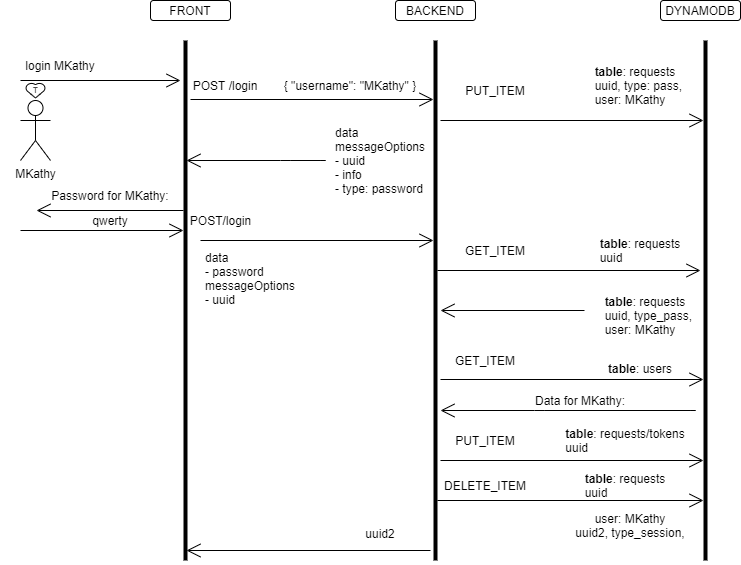 FRONT
BACKEND
DYNAMODB
login MKathy
T
MKathy
POST /login
{ "username": "MKathy" }
PUT_ITEM
table: requests
uuid, type: pass,
user: MKathy
data
messageOptions
- uuid
- info
- type: password
Password for MKathy:
qwerty
POST/login
data
- password
messageOptions
- uuid
GET_ITEM
table: requests
uuid
table: requests
uuid, type_pass,
user: MKathy
GET_ITEM
table: users
Data for MKathy:
PUT_ITEM
table: requests/tokens
uuid
DELETE_ITEM
table: requests
uuid
user: MKathy
uuid2, type_session,
uuid2